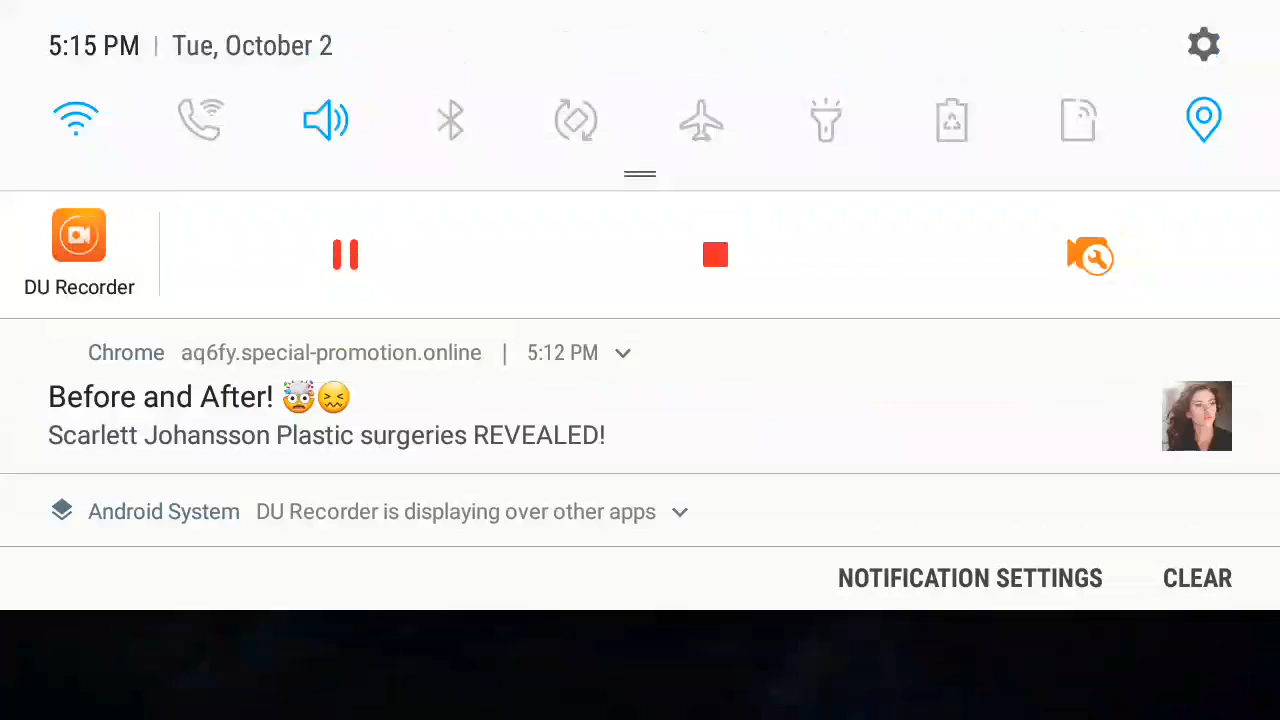 5:15 PM | Tue, October 2
DU Recorder
Chrome aq6fy.special-promotion.online | 5:12 PM
Before and After! 🤯😖
Scarlett Johansson Plastic surgeries REVEALED!
Android System DU Recorder is displaying over other apps
NOTIFICATION SETTINGS CLEAR